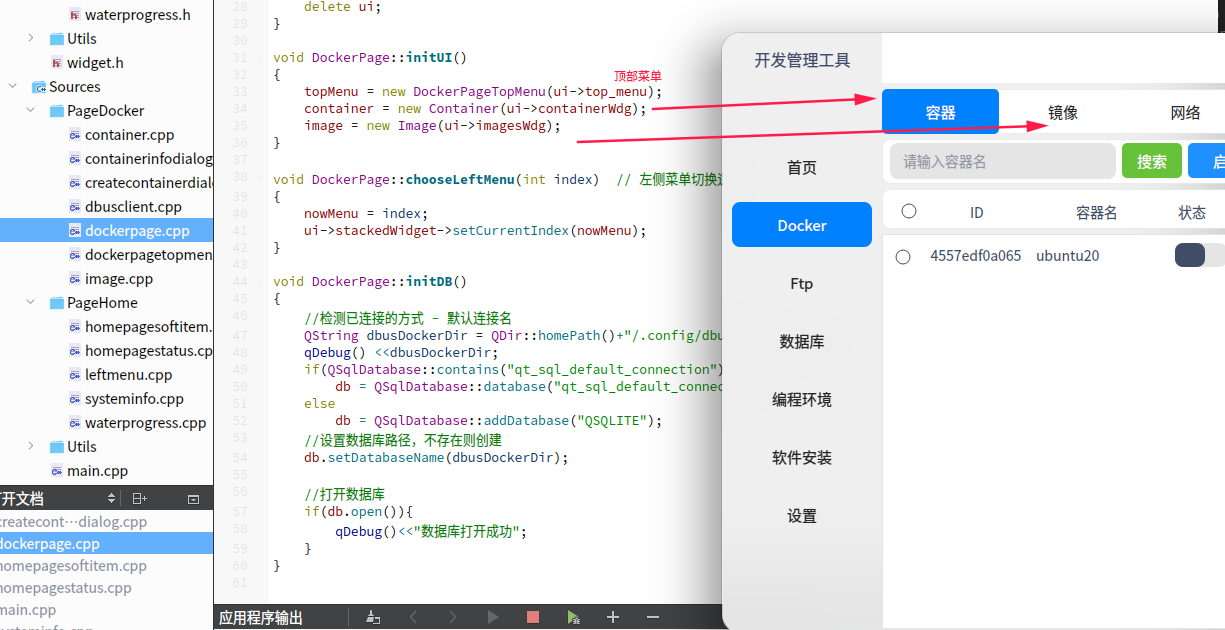 waterprogress.h
Utils
widget.h
Sources
PageDocker
container.cpp
containerinfodialog
createcontainerdial
dbusclient.cpp
dockerpage.cpp
dockerpagetopmen
image.cpp
PageHome
homepagesoftitem.
homepagestatus.cp
leftmenu.cpp
systeminfo.cpp
waterprogress.cpp
Utils
main.cpp
开文档
createcont…dialog.cpp
dockerpage.cpp
homepagesoftitem.cpp
homepagestatus.cpp
main.cpp
28 delete ui;
29 }
30
31 void DockerPage::initUI()
32 {
顶部菜单
33 topMenu = new DockerPageTopMenu(ui->top_menu);
34 container = new Container(ui->containerWdg);
35 image = new Image(ui->imagesWdg);
36 }
37
38 void DockerPage::chooseLeftMenu(int index) // 左侧菜单切换
39 {
40 nowMenu = index;
41 ui->stackedWidget->setCurrentIndex(nowMenu);
42 }
43
44 void DockerPage::initDB()
45 {
46 //检测已连接的方式 - 默认连接名
47 QString dbusDockerDir = QDir::homePath()+"/.config/dbu
48 qDebug() <<dbusDockerDir;
49 if(QSqlDatabase::contains("qt_sql_default_connection")
50 db = QSqlDatabase::database("qt_sql_default_connec
51 else
52 db = QSqlDatabase::addDatabase("QSQLITE");
53 //设置数据库路径，不存在则创建
54 db.setDatabaseName(dbusDockerDir);
55
56 //打开数据库
57 if(db.open()){
58 qDebug()<<"数据库打开成功";
59 }
60 }
61
应用程序输出
开发管理工具
首页
Docker
Ftp
数据库
编程环境
软件安装
设置
容器 镜像 网络
请输入容器名 搜索 启
ID 容器名 状态
4557edf0a065 ubuntu20